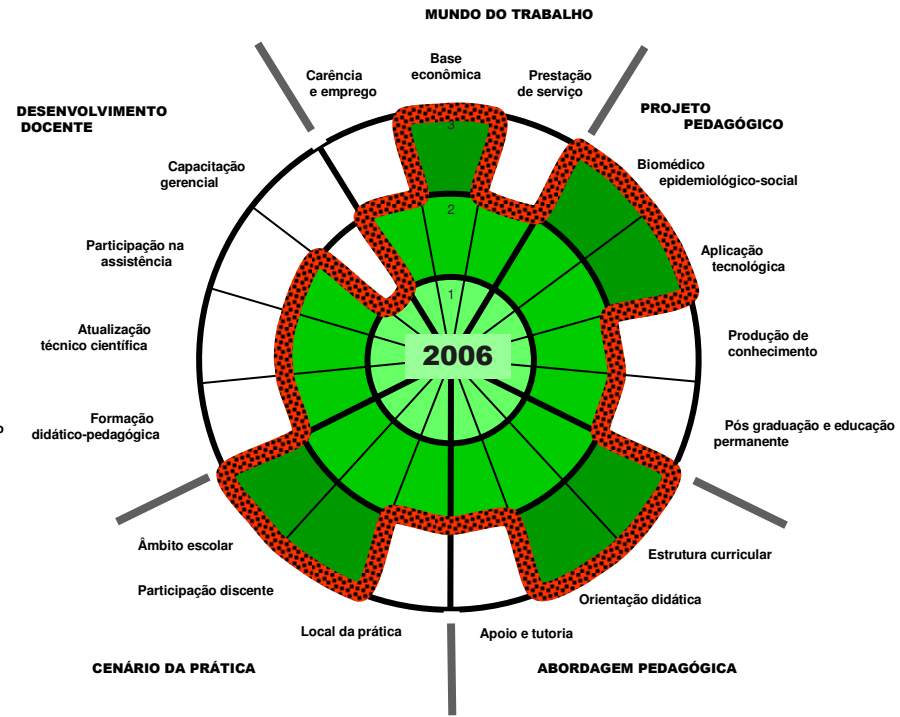 MUNDO DO TRABALHO
Carência
e emprego
Base
econômica
Prestação
de serviço
DESENVOLVIMENTO
DOCENTE
PROJETO
PEDAGÓGICO
Capacitação
gerencial
Biomédico
epidemiológico-social
Participação na
assistência
Aplicação
tecnológica
Atualização
técnico científica
Produção de
conhecimento
Formação
didático-pedagógica
Pós graduação e educação
permanente
3
2
1
2006
Âmbito escolar
Estrutura curricular
Participação discente
Orientação didática
Local da prática
Apoio e tutoria
CENÁRIO DA PRÁTICA
ABORDAGEM PEDAGÓGICA